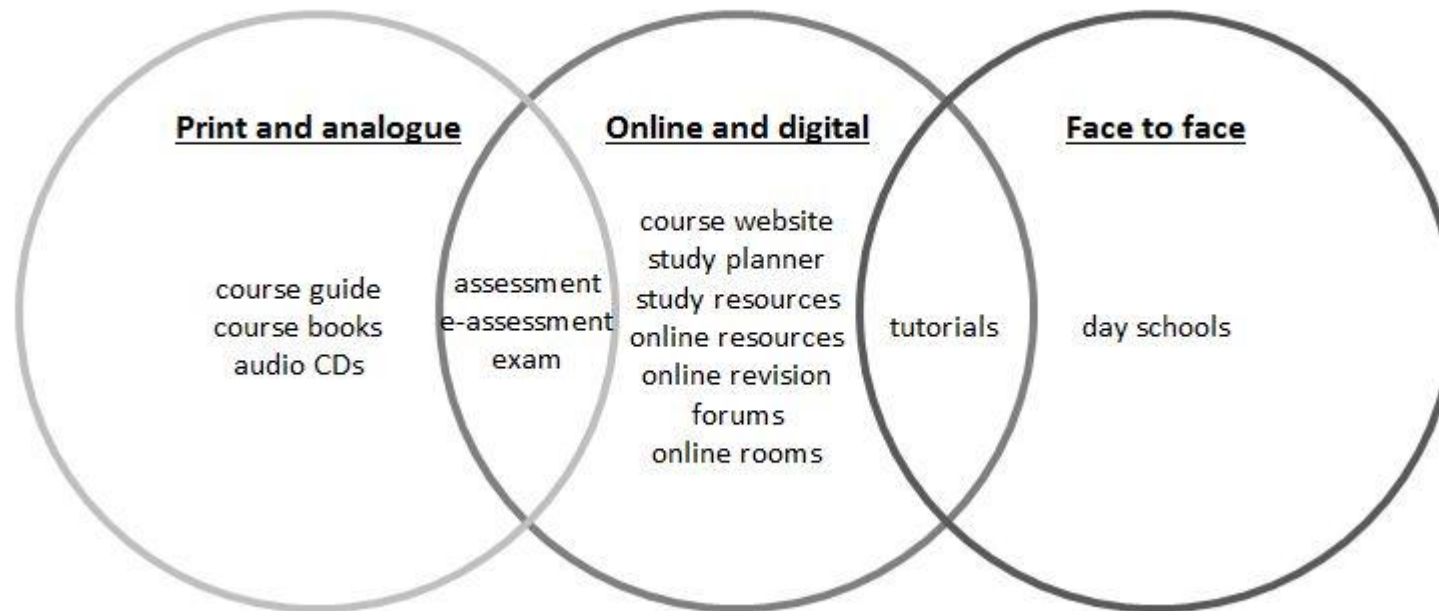 Print and analogue
course guide
course books
audio CDs
assessment
e-assessment
exam
Online and digital
course website
study planner
study resources
online resources
online revision
forums
online rooms
tutorials
Face to face
day schools